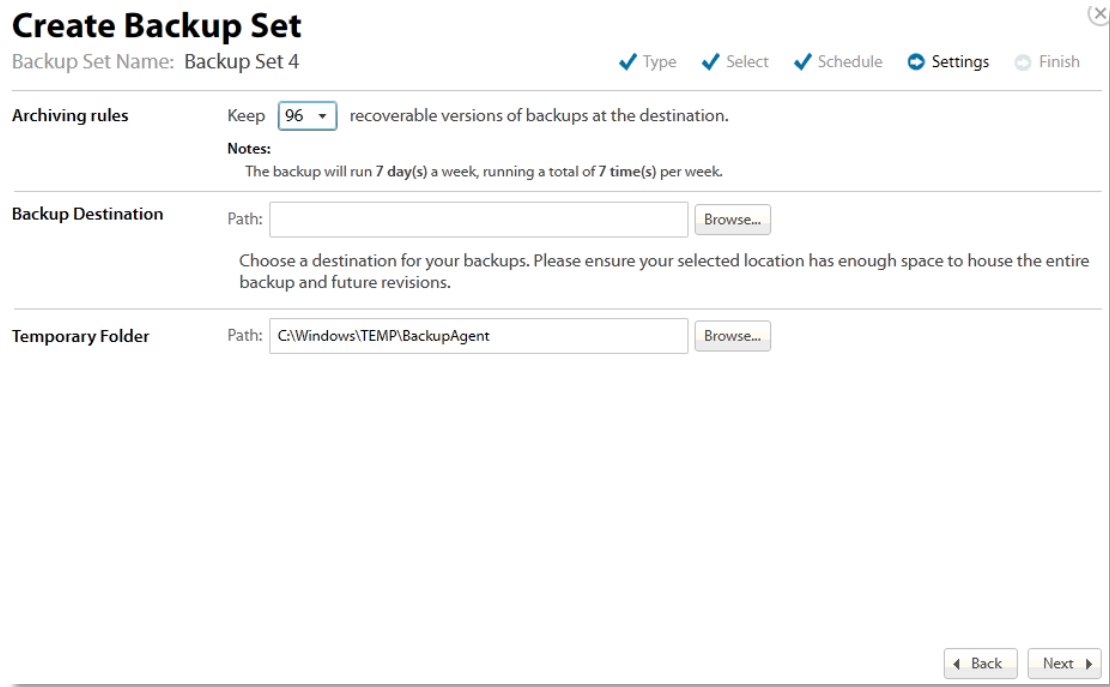 Create Backup Set
Backup Set Name: Backup Set 4
Type Select Schedule Settings Finish
Archiving rules Keep 96 recoverable versions of backups at the destination.
Notes:
The backup will run 7 day(s) a week, running a total of 7 time(s) per week.
Backup Destination Path: Browse...
Choose a destination for your backups. Please ensure your selected location has enough space to house the entire
backup and future revisions.
Temporary Folder Path: C:\Windows\TEMP\BackupAgent Browse...
Back Next